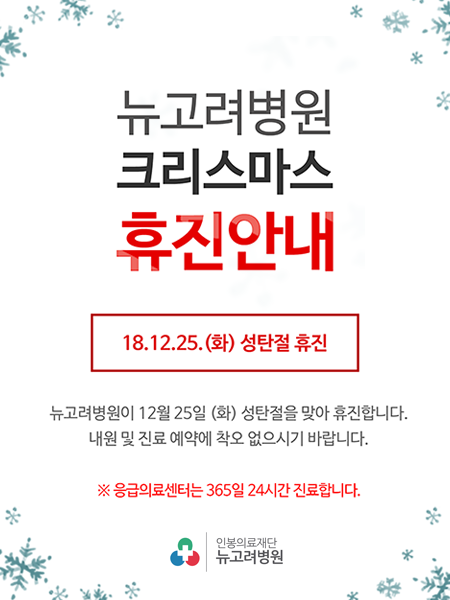 뉴고려병원
크리스마스
휴진안내
18.12.25.(화) 성탄절 휴진
뉴고려병원이 12월 25일 (화) 성탄절을 맞아 휴진합니다.
내원 및 진료 예약에 착오 없으시기 바랍니다.
※ 응급의료센터는 365일 24시간 진료합니다.
인봉의료재단
뉴고려병원